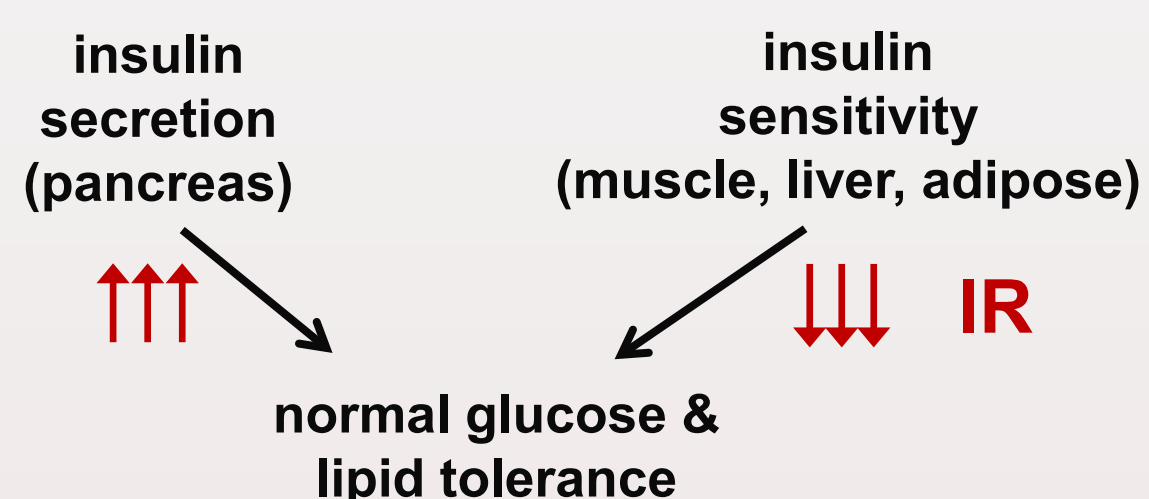 insulin
secretion
(pancreas)
insulin
sensitivity
(muscle, liver, adipose)
IR
normal glucose &
lipid tolerance